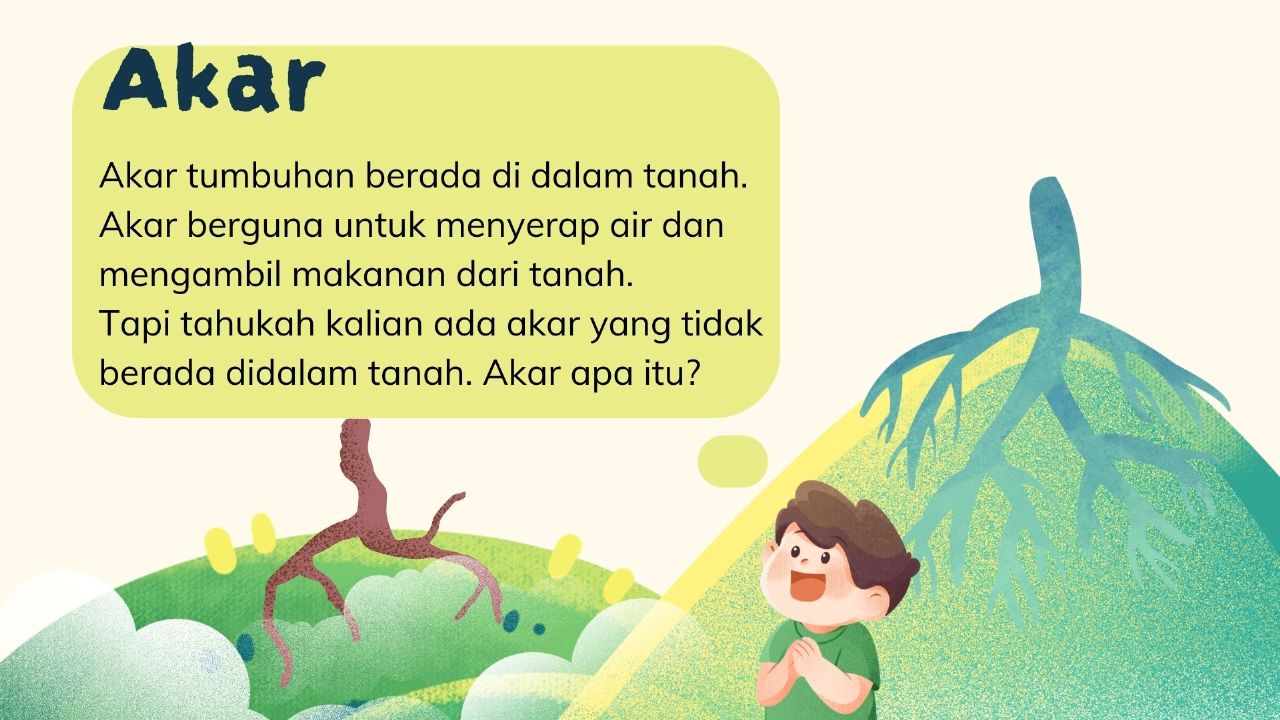 Akar
Akar tumbuhan berada di dalam tanah.
Akar berguna untuk menyerap air dan
mengambil makanan dari tanah.
Tapi tahukah kalian ada akar yang tidak
berada didalam tanah. Akar apa itu?